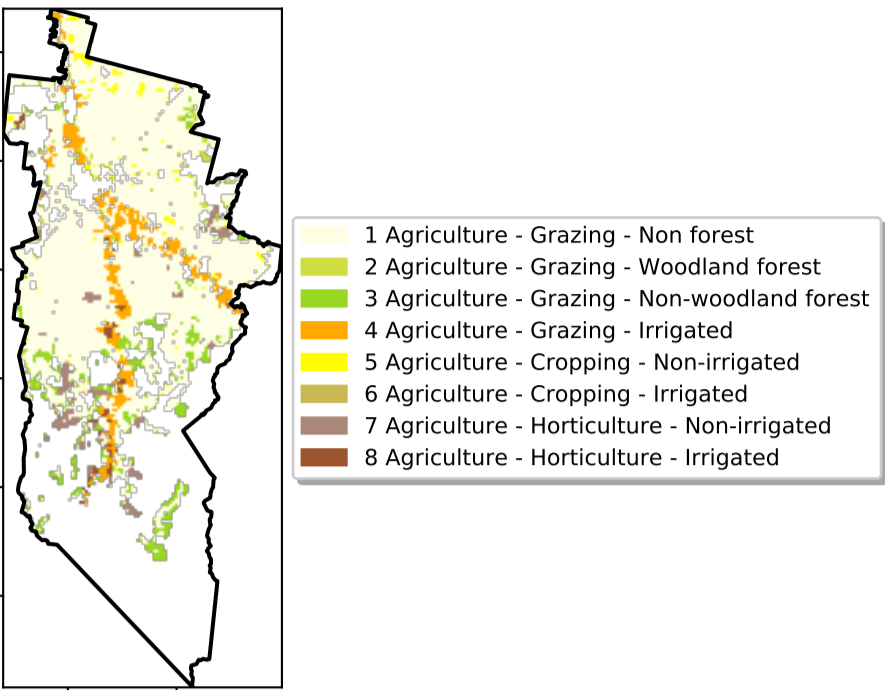 1 Agriculture - Grazing - Non forest
2 Agriculture - Grazing - Woodland forest
3 Agriculture - Grazing - Non-woodland forest
4 Agriculture - Grazing - Irrigated
5 Agriculture - Cropping - Non-irrigated
6 Agriculture - Cropping - Irrigated
7 Agriculture - Horticulture - Non-irrigated
8 Agriculture - Horticulture - Irrigated